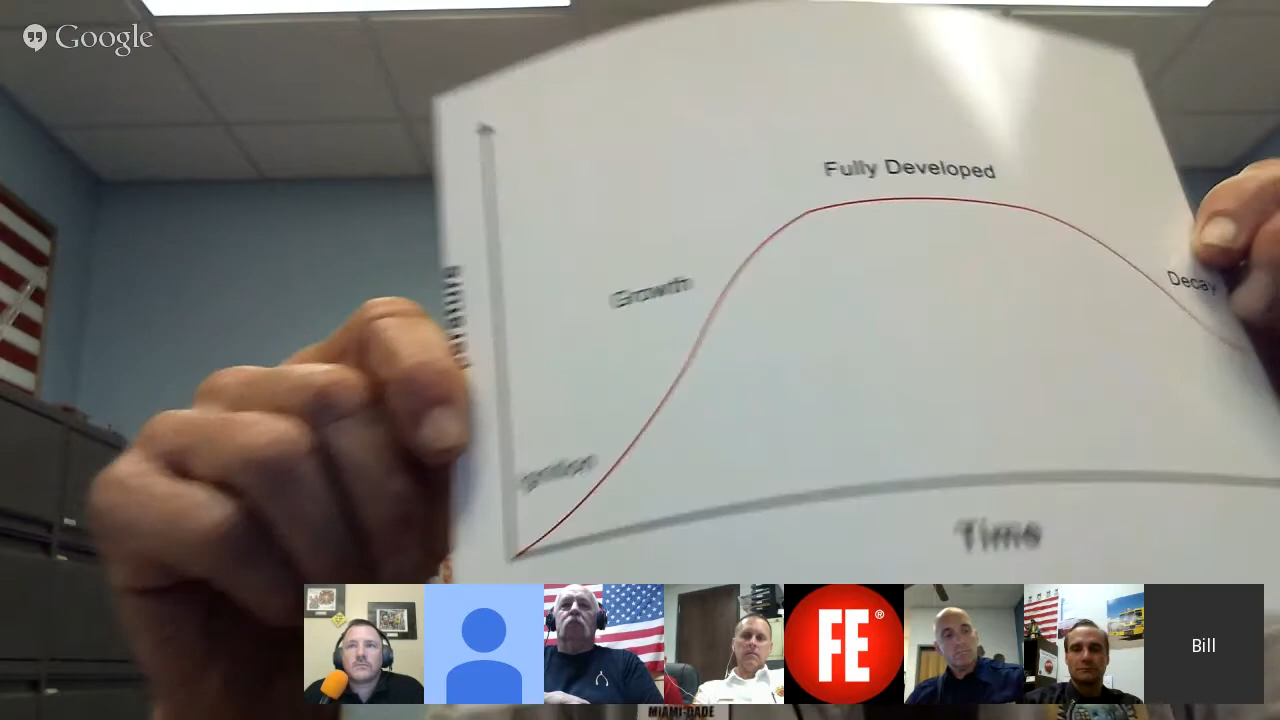 Google
Fully Developed
Growth
Decay
Ignition
Time
FE®
Bill
MIAMI-DADE